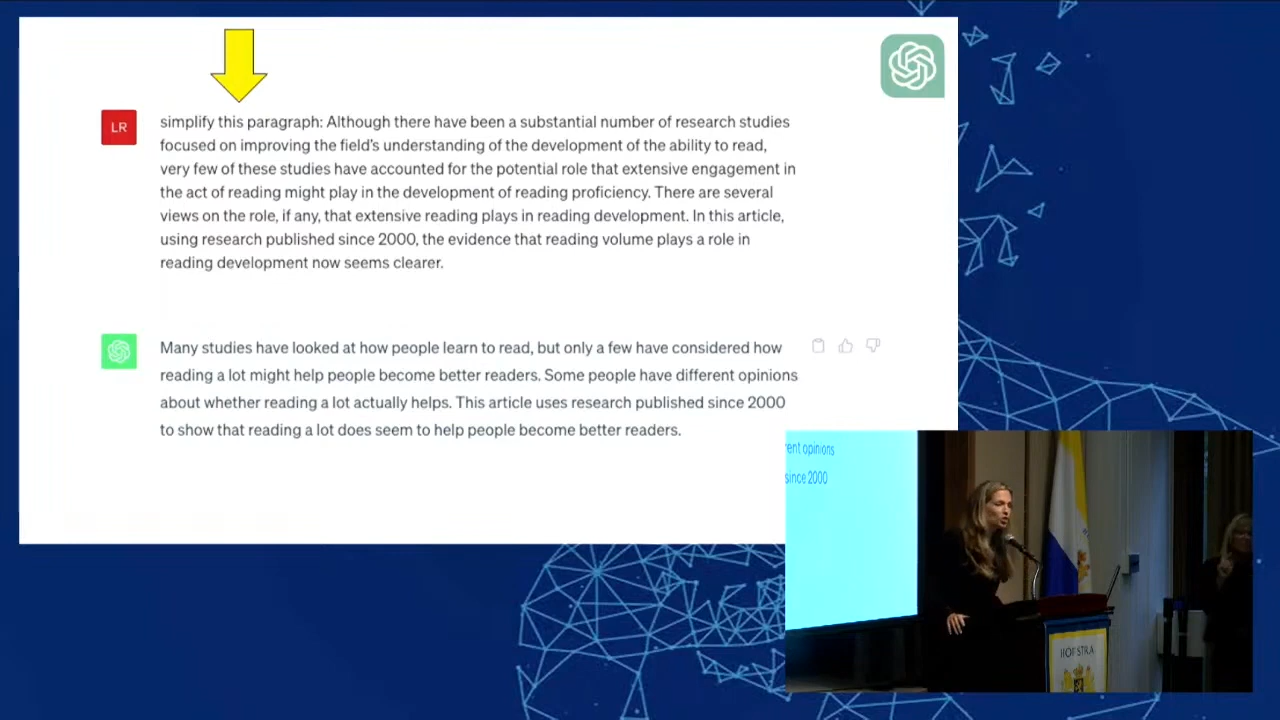 LR
simplify this paragraph: Although there have been a substantial number of research studies
focused on improving the field's understanding of the development of the ability to read,
very few of these studies have accounted for the potential role that extensive engagement in
the act of reading might play in the development of reading proficiency. There are several
views on the role, if any, that extensive reading plays in reading development. In this article,
using research published since 2000, the evidence that reading volume plays a role in
reading development now seems clearer.
Many studies have looked at how people learn to read, but only a few have considered how
reading a lot might help people become better readers. Some people have different opinions
about whether reading a lot actually helps. This article uses research published since 2000
to show that reading a lot does seem to help people become better readers.
rent opinions
since 2000
HOFSTRA